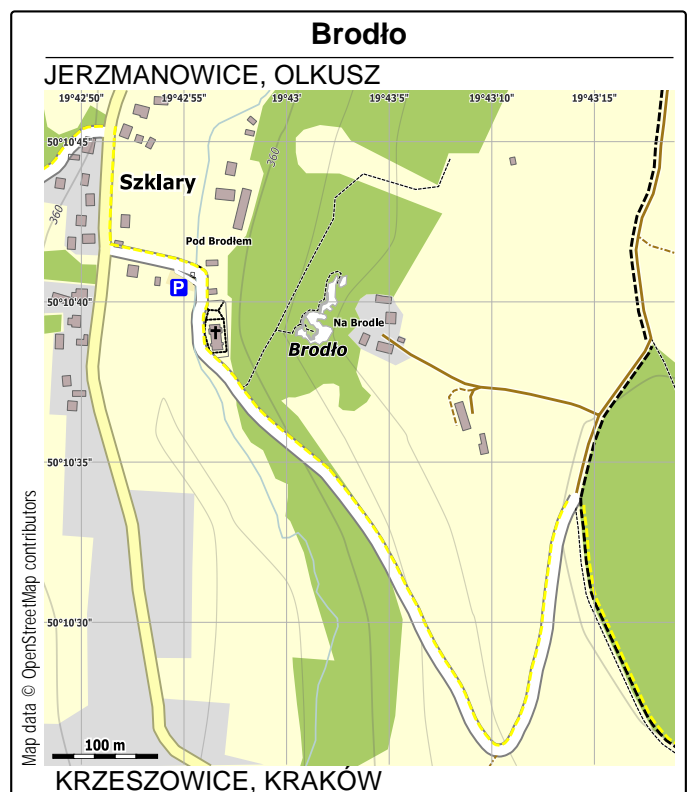 Brodło
JERZMANOWICE, OLKUSZ
19°42'50" 19°42'55" 19°43' 19°43'5" 19°43'10" 19°43'15"
50°10'45"
360
Szklary
360
Pod Brodłem
50°10'40"
P
Na Brodle
Brodło
50°10'35"
50°10'30"
Map data © OpenStreetMap contributors
100 m
KRZESZOWICE, KRAKÓW